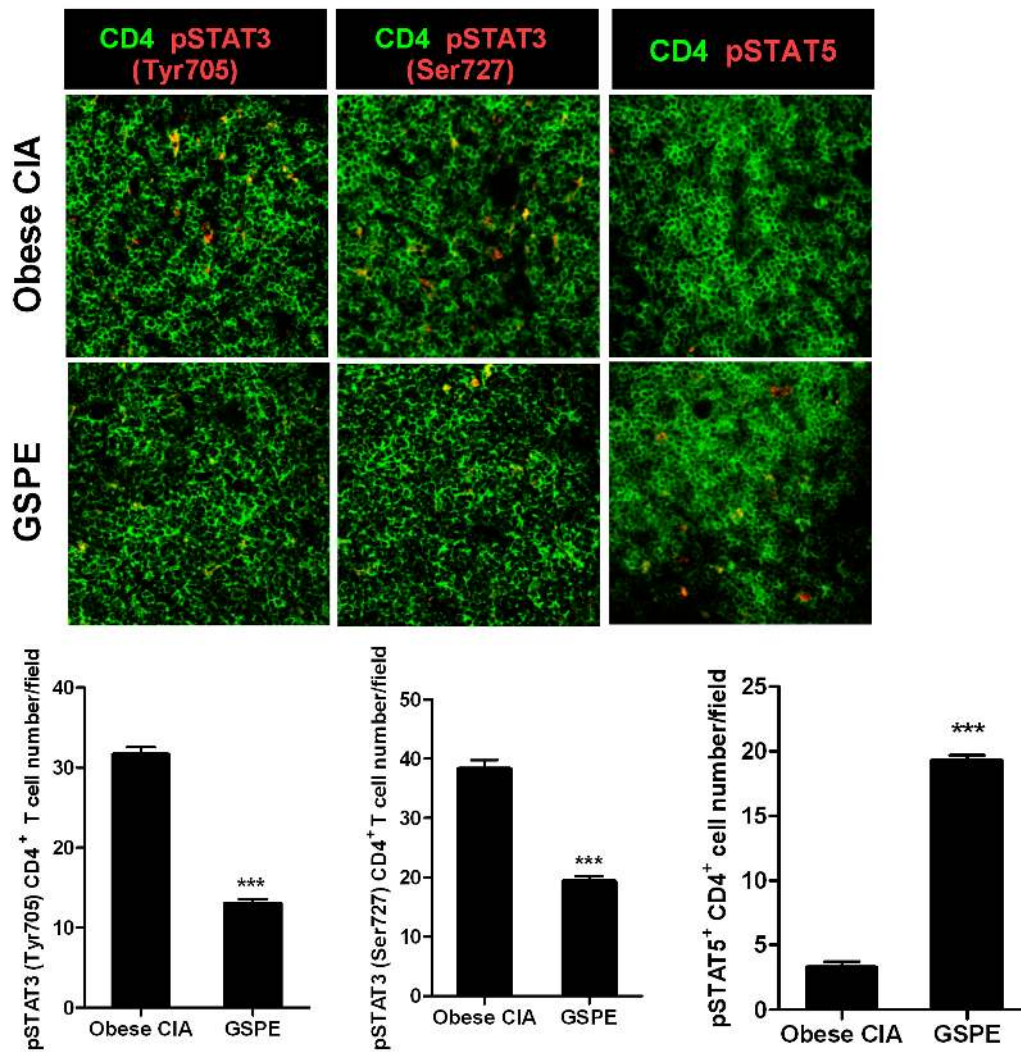 CD4 pSTAT3
(Tyr705)
CD4 pSTAT3
(Ser727)
CD4 pSTAT5
Obese CIA
GSPE
pSTAT3 (Tyr705) CD4+ T cell number/field
40
30
20
10
0
***
Obese CIA GSPE
pSTAT3 (Ser727) CD4+ T cell number/field
50
40
30
20
10
0
***
Obese CIA GSPE
pSTAT5+ CD4+ cell number/field
25
20
15
10
5
0
***
Obese CIA GSPE